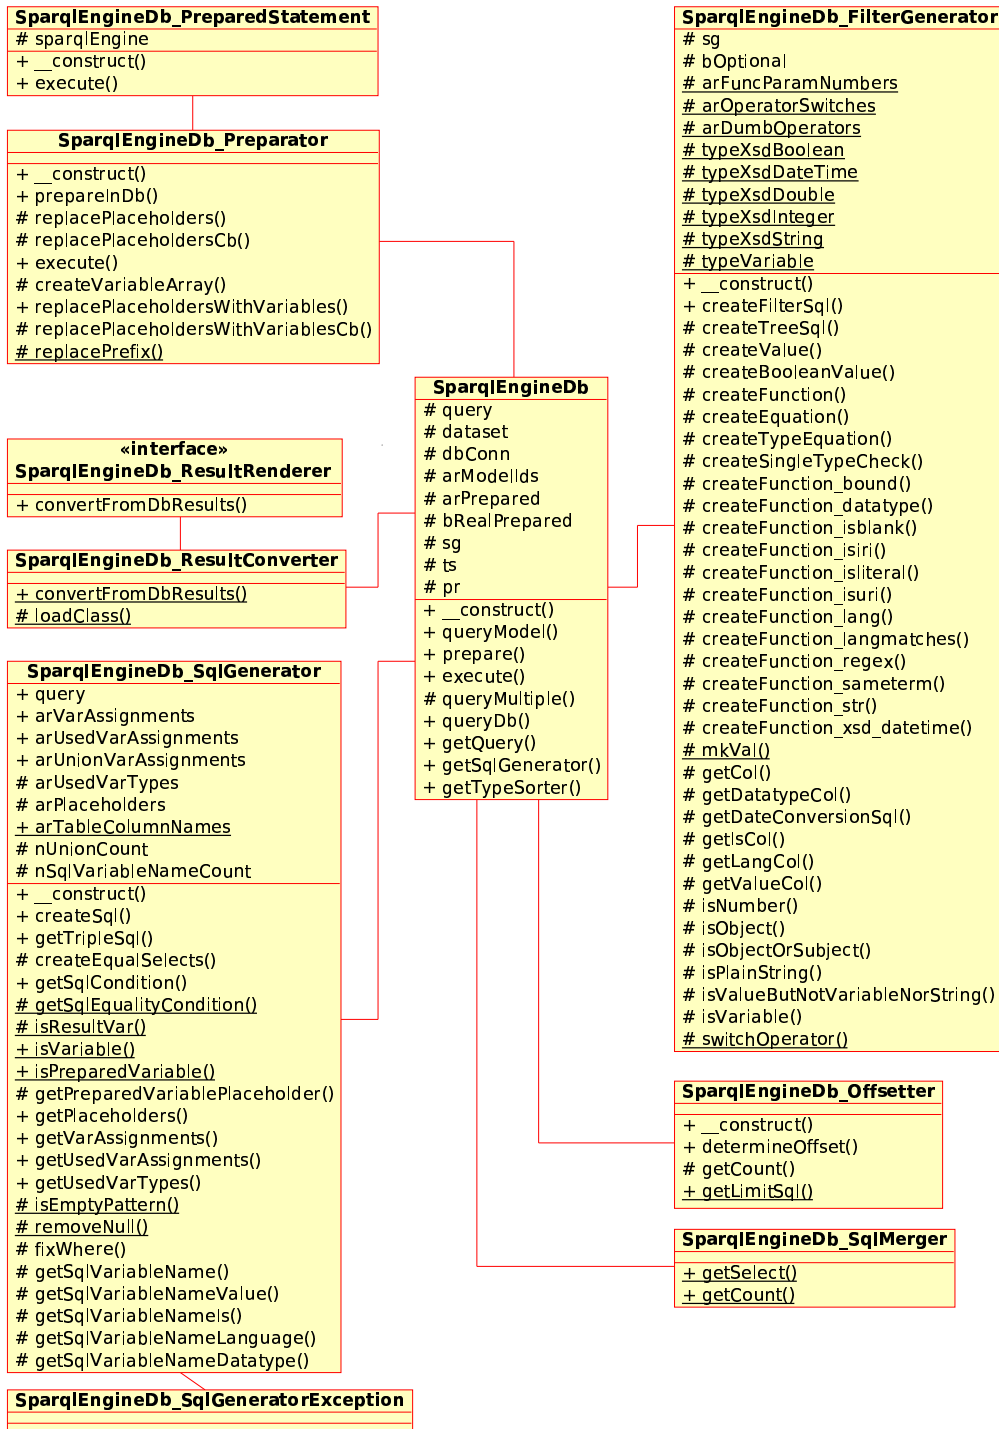 SparqlEngineDb_PreparedStatement
# sparqlEngine
+ __construct()
+ execute()
SparqlEngineDb_Preparator
+ __construct()
+ prepareInDb()
# replacePlaceholders()
# replacePlaceholdersCb()
+ execute()
# createVariableArray()
+ replacePlaceholdersWithVariables()
# replacePlaceholdersWithVariablesCb()
# replacePrefix()
«interface»
SparqlEngineDb_ResultRenderer
+ convertFromDbResults()
SparqlEngineDb_ResultConverter
+ convertFromDbResults()
# loadClass()
SparqlEngineDb_SqlGenerator
+ query
+ arVarAssignments
+ arUsedVarAssignments
+ arUnionVarAssignments
# arUsedVarTypes
# arPlaceholders
+ arTableColumnNames
# nUnionCount
# nSqlVariableNameCount
+ __construct()
+ createSql()
+ getTripleSql()
# createEqualSelects()
+ getSqlCondition()
# getSqlEqualityCondition()
# isResultVar()
+ isVariable()
+ isPreparedVariable()
# getPreparedVariablePlaceholder()
+ getPlaceholders()
+ getVarAssignments()
+ getUsedVarAssignments()
+ getUsedVarTypes()
# isEmptyPattern()
# removeNull()
# fixWhere()
# getSqlVariableName()
# getSqlVariableNameValue()
# getSqlVariableNameIs()
# getSqlVariableNameLanguage()
# getSqlVariableNameDatatype()
SparqlEngineDb_SqlGeneratorException
SparqlEngineDb
# query
# dataset
# dbConn
# arModelIds
# arPrepared
# bRealPrepared
# sg
# ts
# pr
+ __construct()
+ queryModel()
+ prepare()
+ execute()
# queryMultiple()
+ queryDb()
+ getQuery()
+ getSqlGenerator()
+ getTypeSorter()
SparqlEngineDb_FilterGenerator
# sg
# bOptional
# arFuncParamNumbers
# arOperatorSwitches
# arDumbOperators
# typeXsdBoolean
# typeXsdDateTime
# typeXsdDouble
# typeXsdInteger
# typeXsdString
# typeVariable
+ __construct()
+ createFilterSql()
# createTreeSql()
# createValue()
# createBooleanValue()
# createFunction()
# createEquation()
# createTypeEquation()
# createSingleTypeCheck()
# createFunction_bound()
# createFunction_datatype()
# createFunction_isblank()
# createFunction_isiri()
# createFunction_isliteral()
# createFunction_isuri()
# createFunction_lang()
# createFunction_langmatches()
# createFunction_regex()
# createFunction_sameterm()
# createFunction_str()
# createFunction_xsd_datetime()
# mkVal()
# getCol()
# getDatatypeCol()
# getDateConversionSql()
# getIsCol()
# getLangCol()
# getValueCol()
# isNumber()
# isObject()
# isObjectOrSubject()
# isPlainString()
# isValueButNotVariableNorString()
# isVariable()
# switchOperator()
SparqlEngineDb_Offsetter
+ __construct()
+ determineOffset()
# getCount()
+ getLimitSql()
SparqlEngineDb_SqlMerger
+ getSelect()
+ getCount()